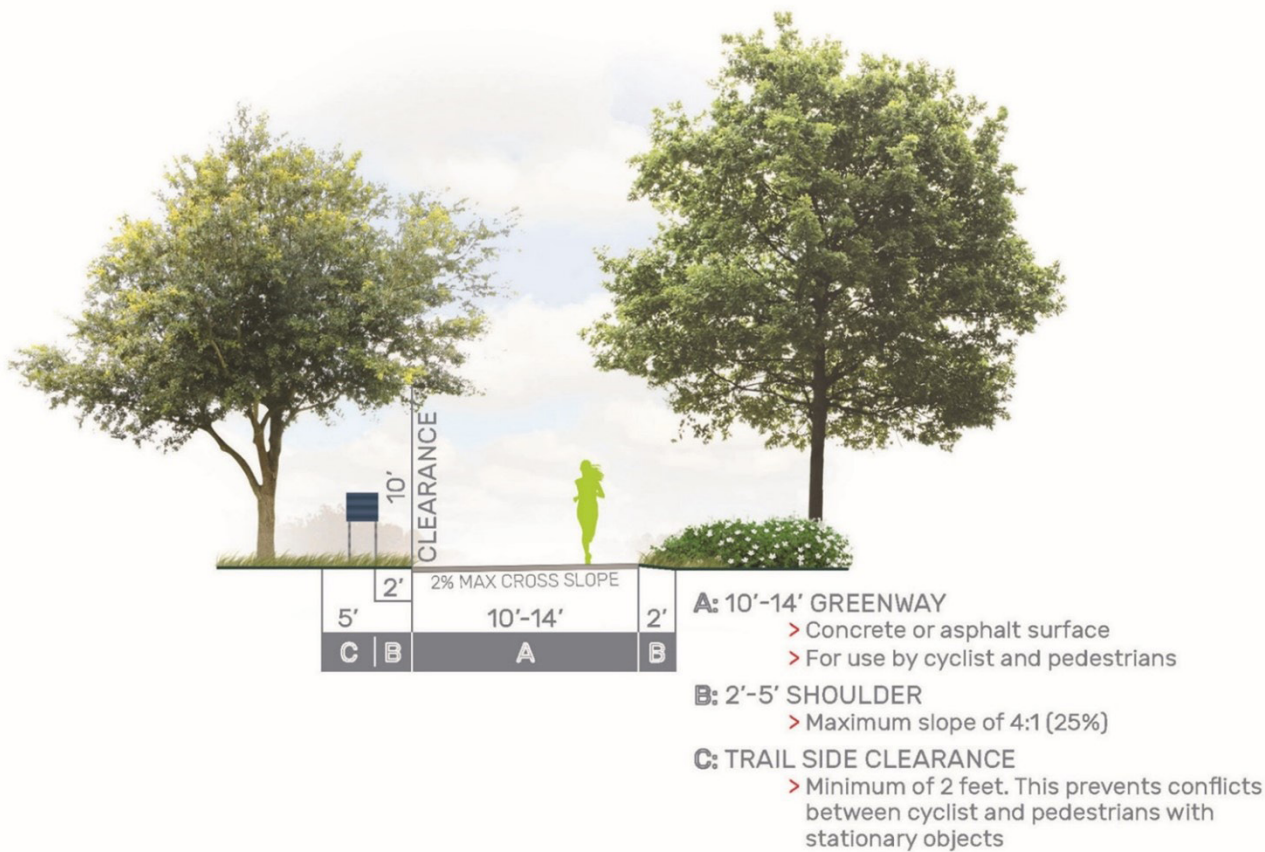 10'
CLEARANCE
2% MAX CROSS SLOPE
2'
5'
10'-14'
2'
C
B
A
B
A: 10'-14' GREENWAY
> Concrete or asphalt surface
> For use by cyclist and pedestrians
B: 2'-5' SHOULDER
> Maximum slope of 4:1 (25%)
C: TRAIL SIDE CLEARANCE
> Minimum of 2 feet. This prevents conflicts
between cyclist and pedestrians with
stationary objects